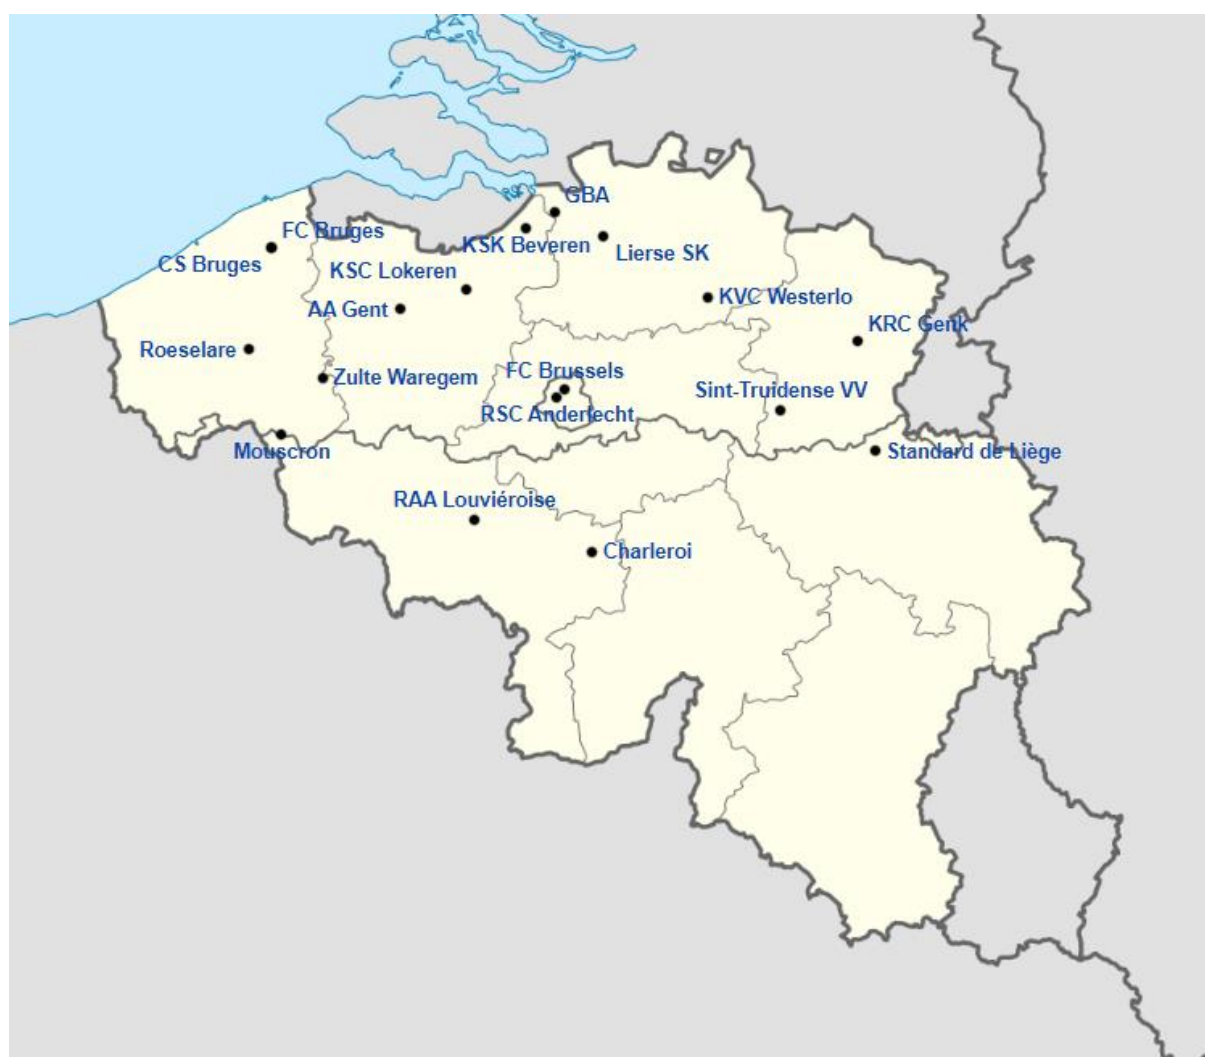 GBA
FC Bruges
KSK Beveren
Lierse SK
CS Bruges
KSC Lokeren
KVC Westerlo
AA Gent
KRC Genk
Roeselare
FC Brussels
Zulte Waregem
Sint-Truidense VV
RSC Anderlecht
Mouscron
Standard de Liège
RAA Louviéroise
Charleroi